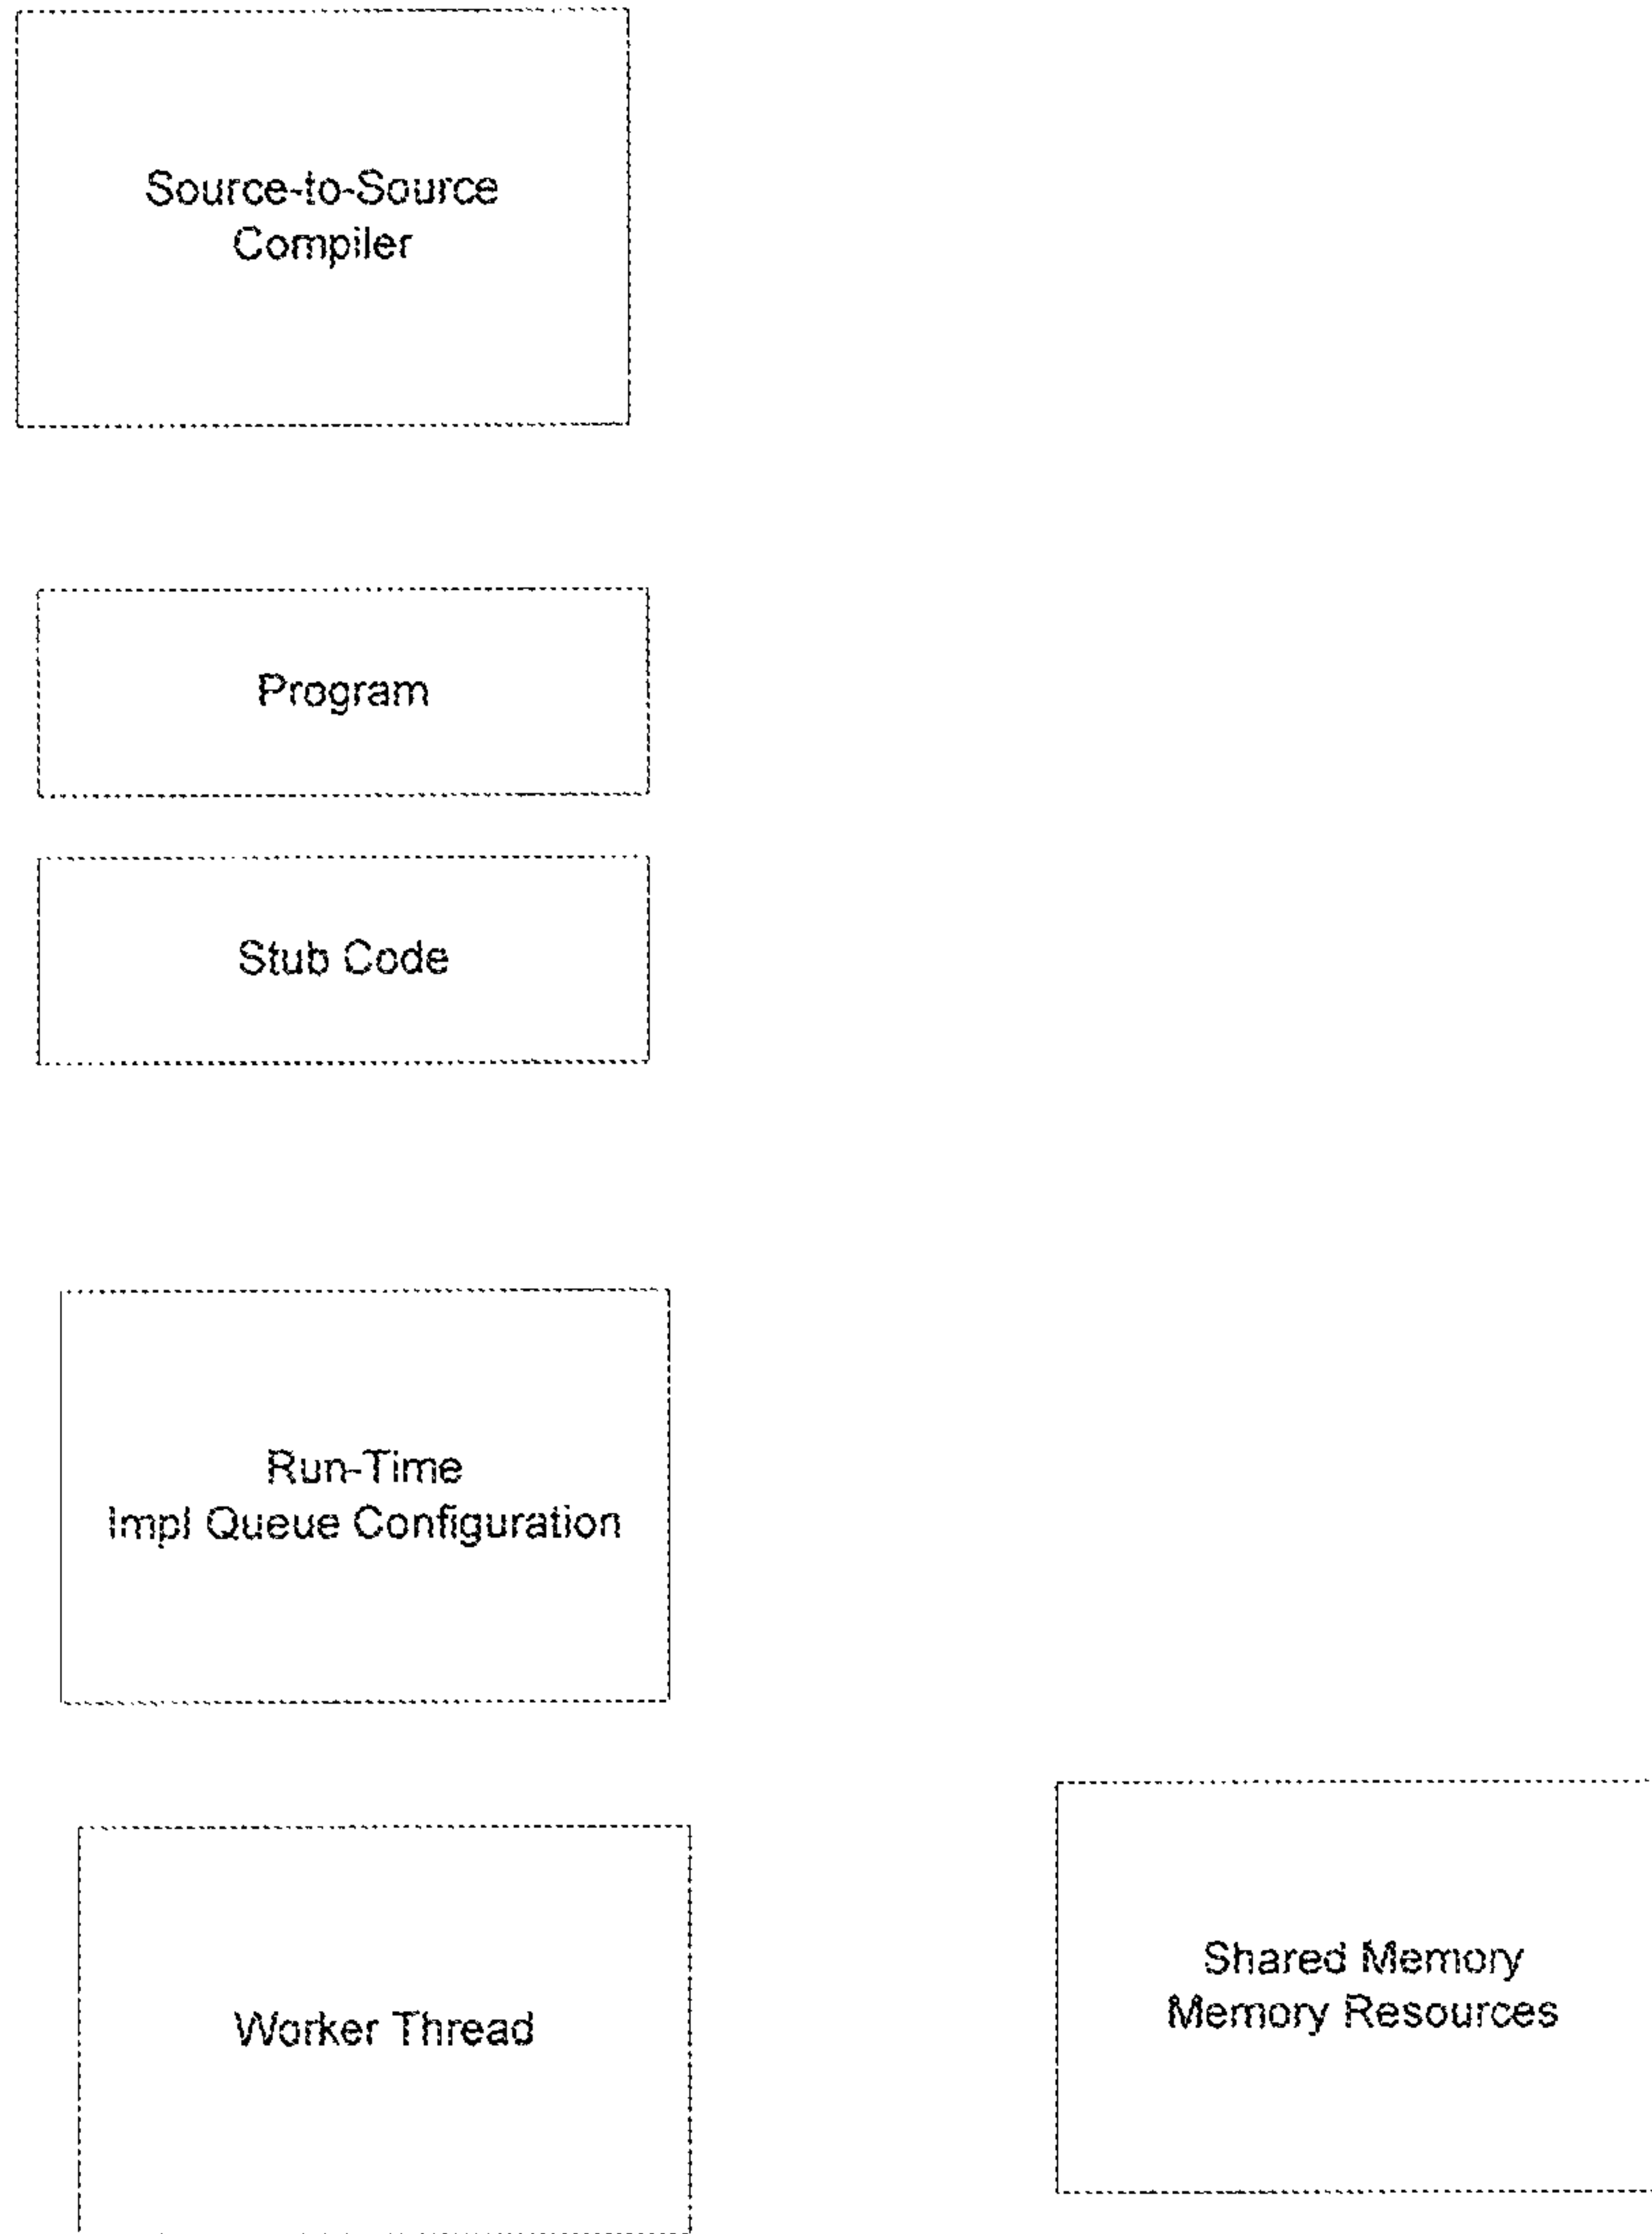 Source-to-Source
Compiler
Program
Stub Code
Run-Time
Impl Queue Configuration
Worker Thread
Shared Memory
Memory Resources